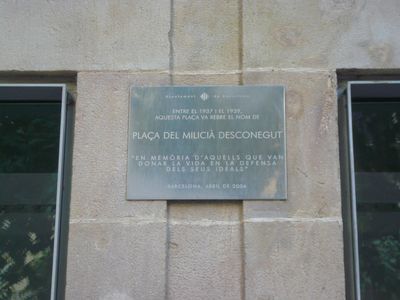 Ajuntament de Barcelona
ENTRE EL 1937 I EL 1939,
AQUESTA PLAÇA VA REBRE EL NOM DE
PLAÇA DEL MILICIÀ DESCONEGUT
"EN MEMÒRIA D'AQUELLS QUE VAN
DONAR LA VIDA EN LA DEFENSA
DELS SEUS IDEALS"
BARCELONA, ABRIL DE 2006